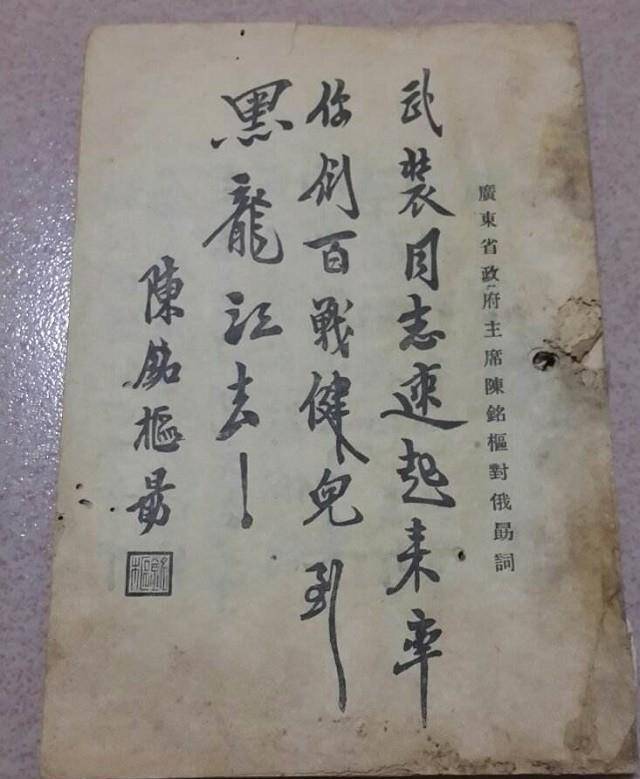 廣東省政府主席陳銘樞對俄勗詞
武裝同志速起来率
你們百戰健兒到
黑龍江去！
陳銘樞勗